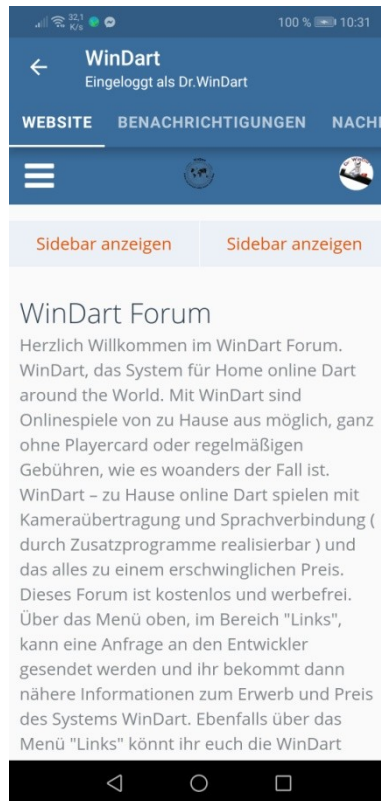 32,1
K/s
100 %
10:31
WinDart
Eingeloggt als Dr.WinDart
WEBSITE BENACHRICHTIGUNGEN NACH
Sidebar anzeigen Sidebar anzeigen
WinDart Forum
Herzlich Willkommen im WinDart Forum.
WinDart, das System für Home online Dart
around the World. Mit WinDart sind
Onlinespiele von zu Hause aus möglich, ganz
ohne Playercard oder regelmäßigen
Gebühren, wie es woanders der Fall ist.
WinDart – zu Hause online Dart spielen mit
Kameraübertragung und Sprachverbindung (
durch Zusatzprogramme realisierbar ) und
das alles zu einem erschwinglichen Preis.
Dieses Forum ist kostenlos und werbefrei.
Über das Menü oben, im Bereich "Links",
kann eine Anfrage an den Entwickler
gesendet werden und ihr bekommt dann
nähere Informationen zum Erwerb und Preis
des Systems WinDart. Ebenfalls über das
Menü "Links" könnt ihr euch die WinDart